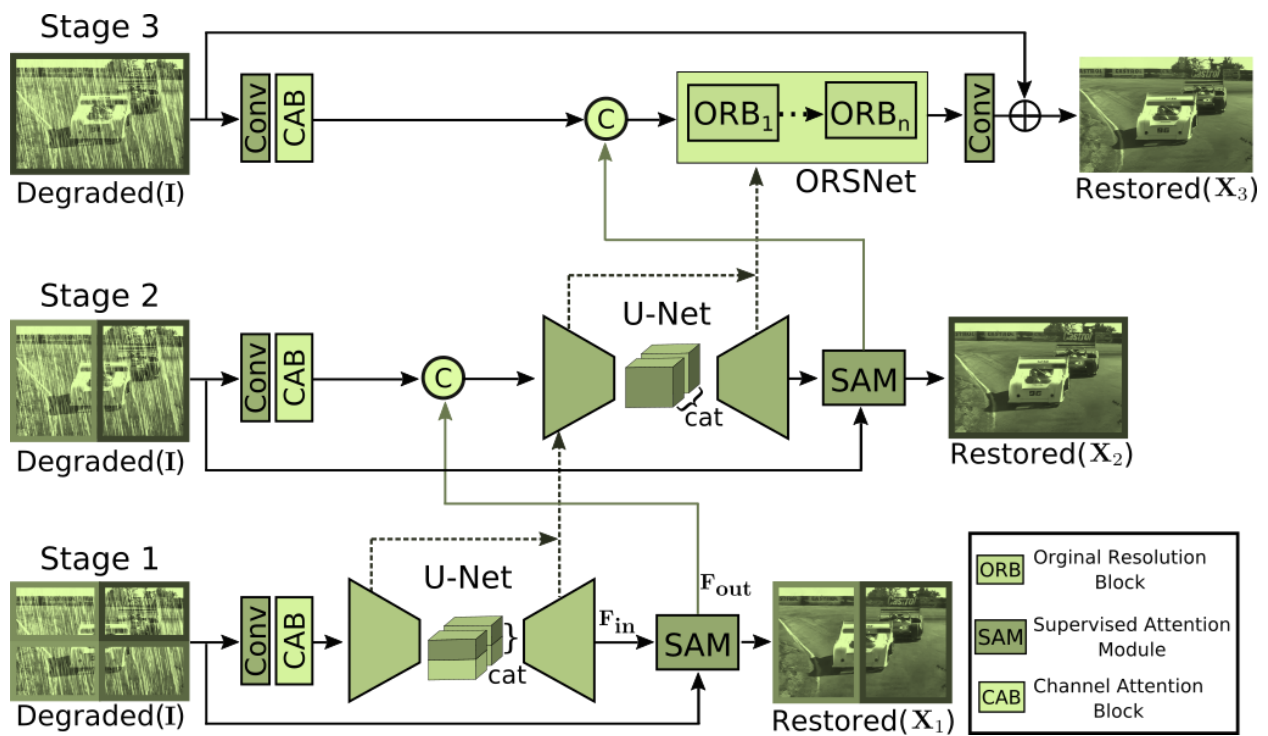 Stage 3
Degraded(I)
Conv
CAB
C
ORB1
...
ORBn
ORSNet
Conv
Restored(X3)
Stage 2
Degraded(I)
Conv
CAB
C
U-Net
cat
SAM
Restored(X2)
Stage 1
Degraded(I)
Conv
CAB
U-Net
cat
Fin
Fout
SAM
Restored(X1)
ORB Orginal Resolution
Block
SAM Supervised Attention
Module
CAB Channel Attention
Block